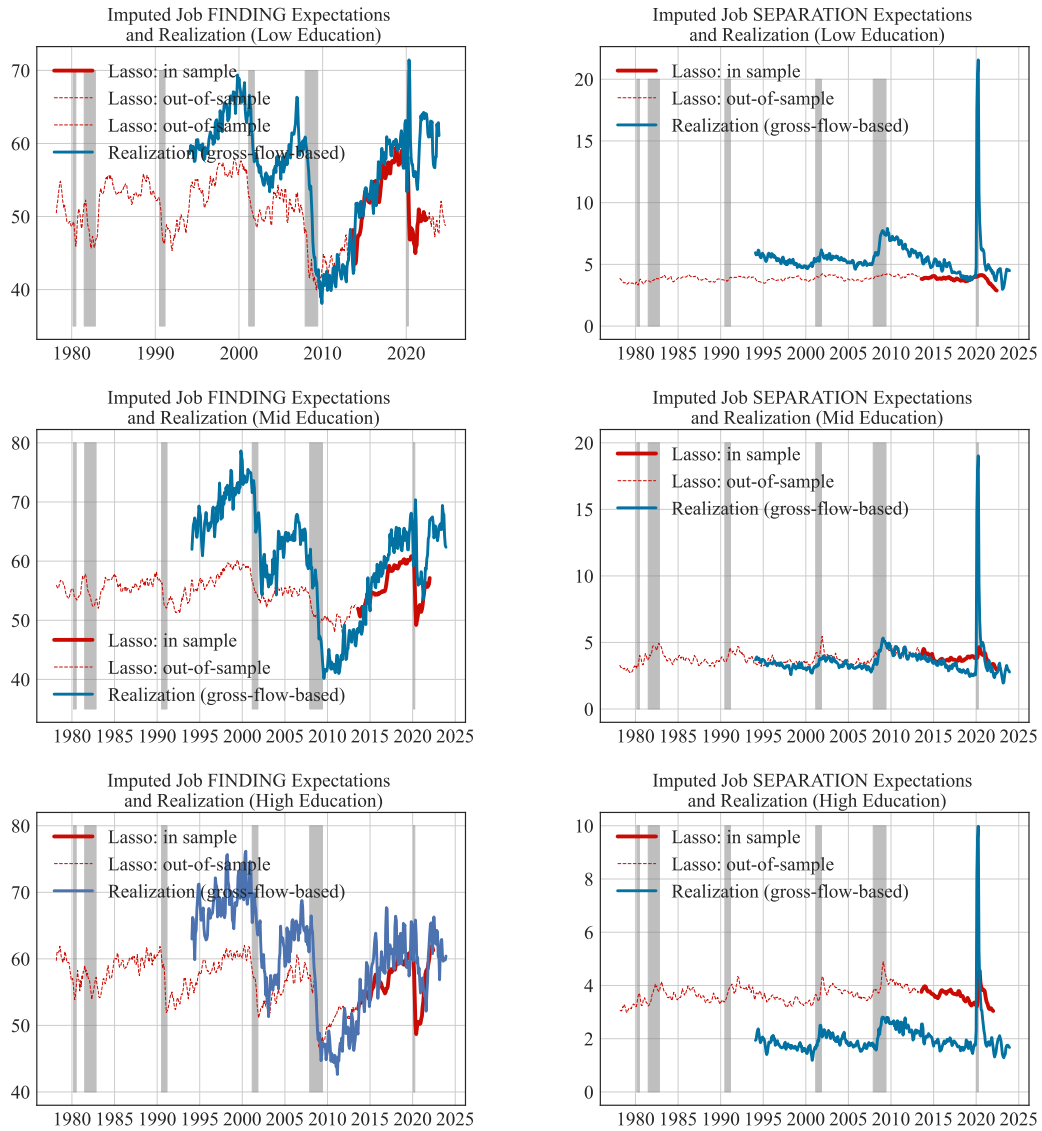 Imputed Job FINDING Expectations
and Realization (Low Education)
70
60
50
40
Lasso: in sample
Lasso: out-of-sample
Lasso: out-of-sample
Realization (gross-flow-based)
1980 1990 2000 2010 2020
Imputed Job SEPARATION Expectations
and Realization (Low Education)
20
15
10
5
0
Lasso: in sample
Lasso: out-of-sample
Realization (gross-flow-based)
1980 1985 1990 1995 2000 2005 2010 2015 2020 2025
Imputed Job FINDING Expectations
and Realization (Mid Education)
80
70
60
50
40
Lasso: in sample
Lasso: out-of-sample
Realization (gross-flow-based)
1980 1985 1990 1995 2000 2005 2010 2015 2020 2025
Imputed Job SEPARATION Expectations
and Realization (Mid Education)
20
15
10
5
0
Lasso: in sample
Lasso: out-of-sample
Realization (gross-flow-based)
1980 1985 1990 1995 2000 2005 2010 2015 2020 2025
Imputed Job FINDING Expectations
and Realization (High Education)
80
70
60
50
40
Lasso: in sample
Lasso: out-of-sample
Realization (gross-flow-based)
1980 1985 1990 1995 2000 2005 2010 2015 2020 2025
Imputed Job SEPARATION Expectations
and Realization (High Education)
10
8
6
4
2
0
Lasso: in sample
Lasso: out-of-sample
Realization (gross-flow-based)
1980 1985 1990 1995 2000 2005 2010 2015 2020 2025